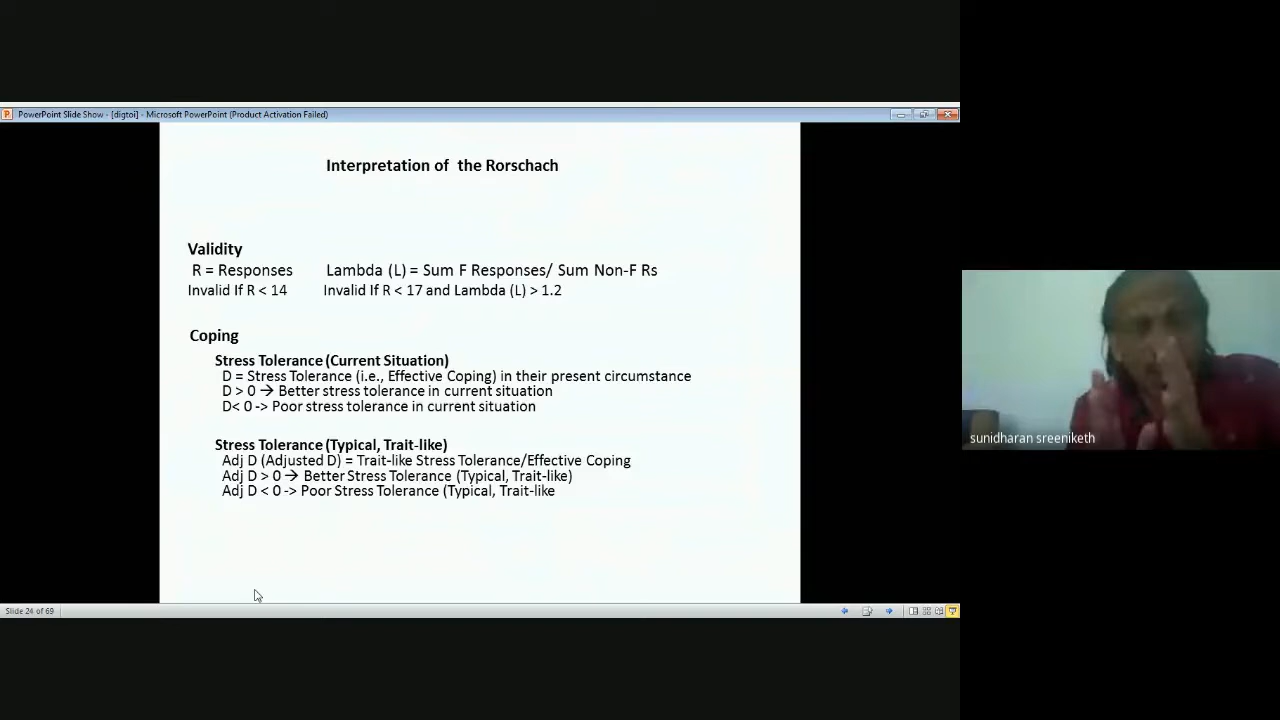 PowerPoint Slide Show - [digtoi] - Microsoft PowerPoint (Product Activation Failed)
Interpretation of the Rorschach
Validity
R = Responses Lambda (L) = Sum F Responses/ Sum Non-F Rs
Invalid If R < 14 Invalid If R < 17 and Lambda (L) > 1.2
Coping
Stress Tolerance (Current Situation)
D = Stress Tolerance (i.e., Effective Coping) in their present circumstance
D > 0 → Better stress tolerance in current situation
D< 0 -> Poor stress tolerance in current situation
Stress Tolerance (Typical, Trait-like)
Adj D (Adjusted D) = Trait-like Stress Tolerance/Effective Coping
Adj D > 0 → Better Stress Tolerance (Typical, Trait-like)
Adj D < 0 -> Poor Stress Tolerance (Typical, Trait-like
sunidharan sreeniketh
Slide 24 of 69